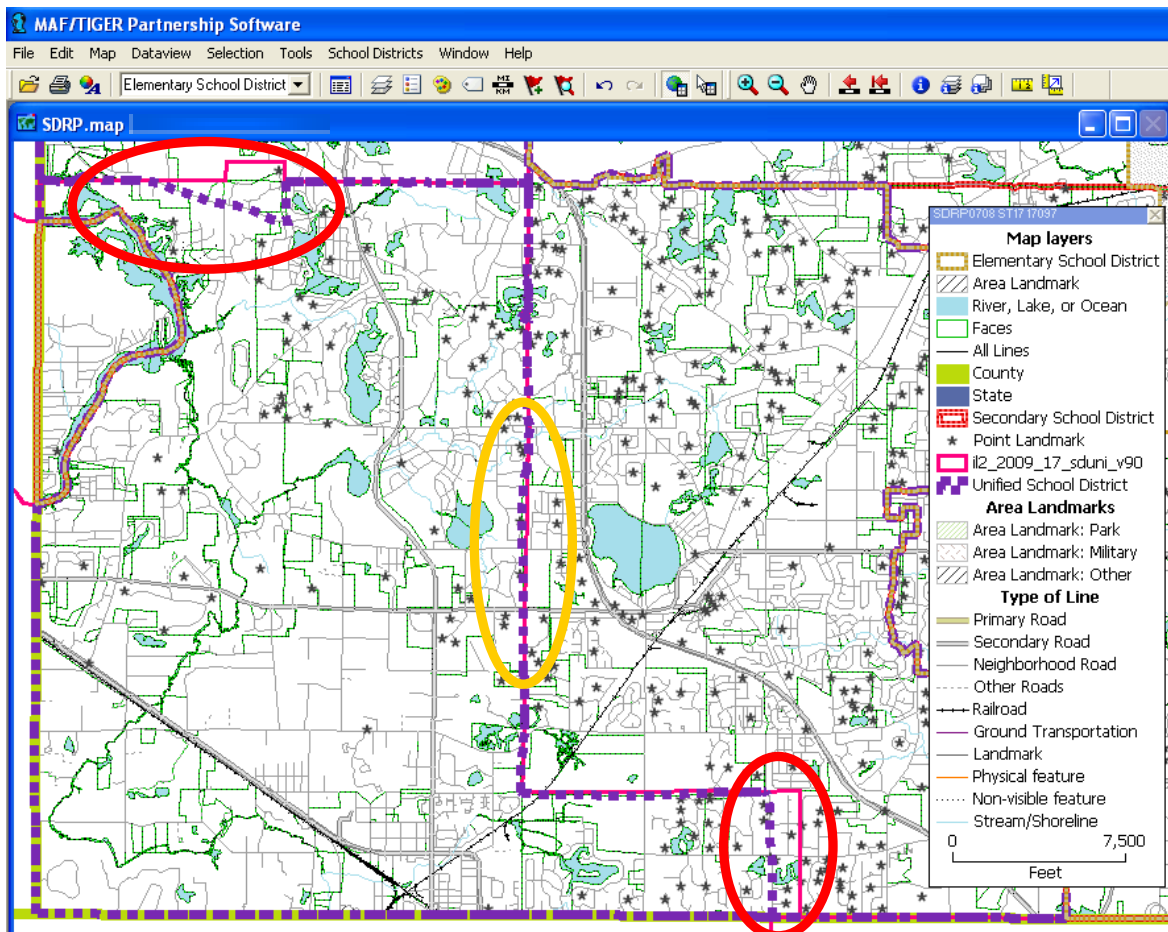 MAF/TIGER Partnership Software
File Edit Map Dataview Selection Tools School Districts Window Help
Elementary School District
MI
KM
SDRP.map
SDRP0708 ST1717097
Map layers
Elementary School District
Area Landmark
River, Lake, or Ocean
Faces
All Lines
County
State
Secondary School District
Point Landmark
il2_2009_17_sduni_v90
Unified School District
Area Landmarks
Area Landmark: Park
Area Landmark: Military
Area Landmark: Other
Type of Line
Primary Road
Secondary Road
Neighborhood Road
Other Roads
Railroad
Ground Transportation
Landmark
Physical feature
Non-visible feature
Stream/Shoreline
0 7,500
Feet